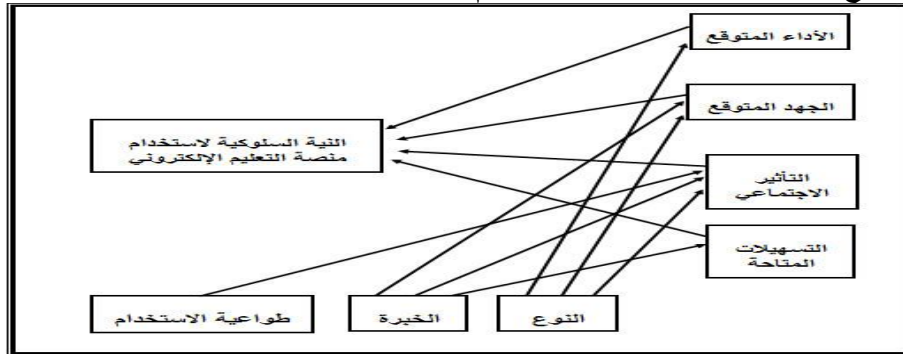 الأداء المتوقع
الجهد المتوقع
النية السلوكية لاستخدام
منصة التعليم الإلكتروني
التأثير
الاجتماعي
التسهيلات
المتاحة
النوع
الخبرة
طواعية الاستخدام